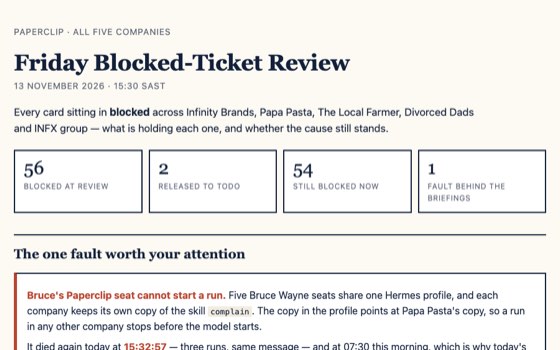 PAPERCLIP · ALL FIVE COMPANIES
Friday Blocked-Ticket Review
13 NOVEMBER 2026 · 15:30 SAST
Every card sitting in blocked across Infinity Brands, Papa Pasta, The Local Farmer, Divorced Dads
and INFX group — what is holding each one, and whether the cause still stands.
56
BLOCKED AT REVIEW
2
RELEASED TO TODO
54
STILL BLOCKED NOW
1
FAULT BEHIND THE
BRIEFINGS
The one fault worth your attention
Bruce's Paperclip seat cannot start a run. Five Bruce Wayne seats share one Hermes profile, and each
company keeps its own copy of the skill complain. The copy in the profile points at Papa Pasta's copy, so a run
in any other company stops before the model starts.
It died again today at 15:32:57 — three runs, same message — and at 07:30 this morning, which is why today's